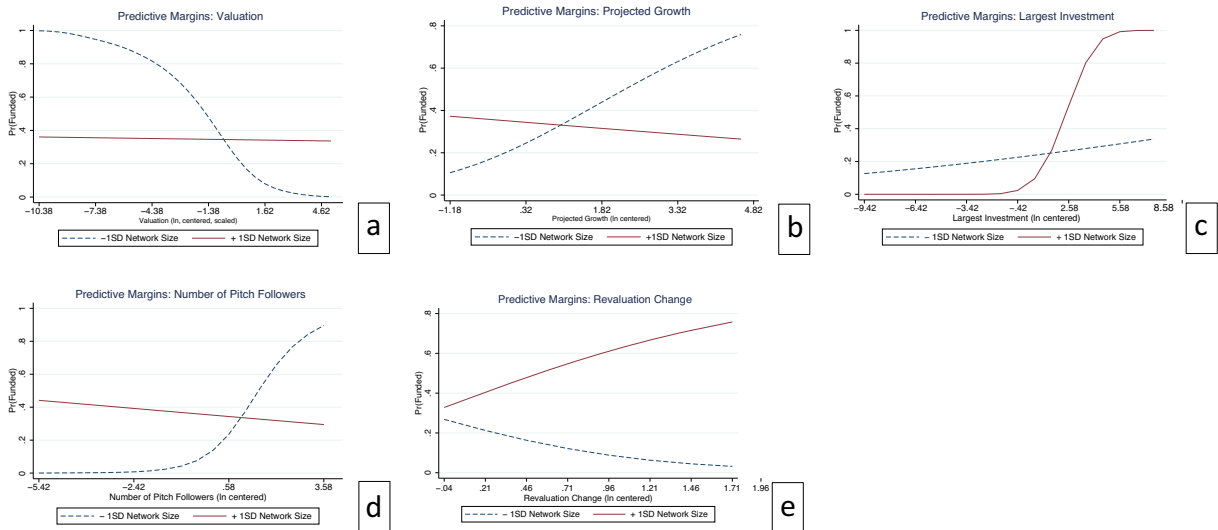 Predictive Margins: Valuation
Pr(Funded)
1
.8
.6
.4
.2
0
−10.38 −7.38 −4.38 −1.38 1.62 4.62
Valuation (ln, centered, scaled)
−1SD Network Size + 1SD Network Size
a
Predictive Margins: Projected Growth
Pr(Funded)
.8
.6
.4
.2
0
−1.18 .32 1.82 3.32 4.82
Projected Growth (ln centered)
−1SD Network Size +1SD Network Size
b
Predictive Margins: Largest Investment
Pr(Funded)
1
.8
.6
.4
.2
0
−9.42 −6.42 −3.42 −.42 2.58 5.58 8.58
Largest Investment (ln centered)
− 1SD Network Size + 1SD Network Size
c
Predictive Margins: Number of Pitch Followers
Pr(Funded)
1
.8
.6
.4
.2
0
−5.42 −2.42 .58 3.58
Number of Pitch Followers (ln centered)
− 1SD Network Size + 1SD Network Size
d
Predictive Margins: Revaluation Change
Pr(Funded)
.8
.6
.4
.2
0
−.04 .21 .46 .71 .96 1.21 1.46 1.71 1.96
Revaluation Change (ln centered)
− 1SD Network Size + 1SD Network Size
e